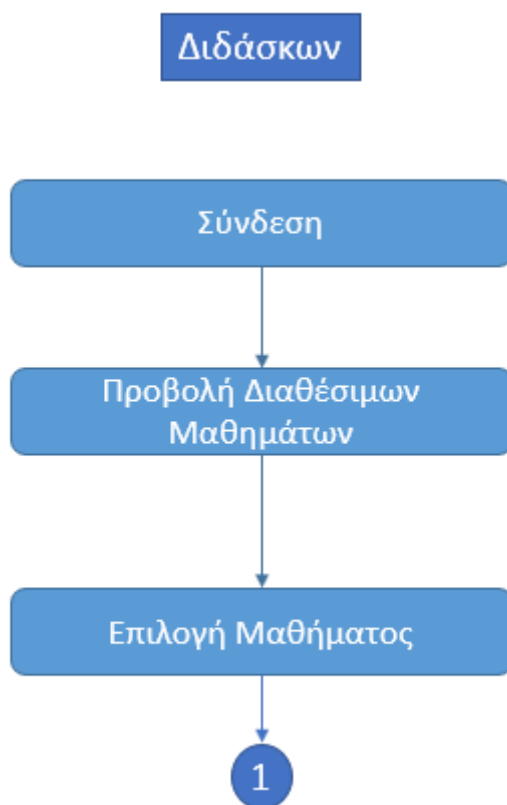 Διδάσκων
Σύνδεση
Προβολή Διαθέσιμων
Μαθημάτων
Επιλογή Μαθήματος
1